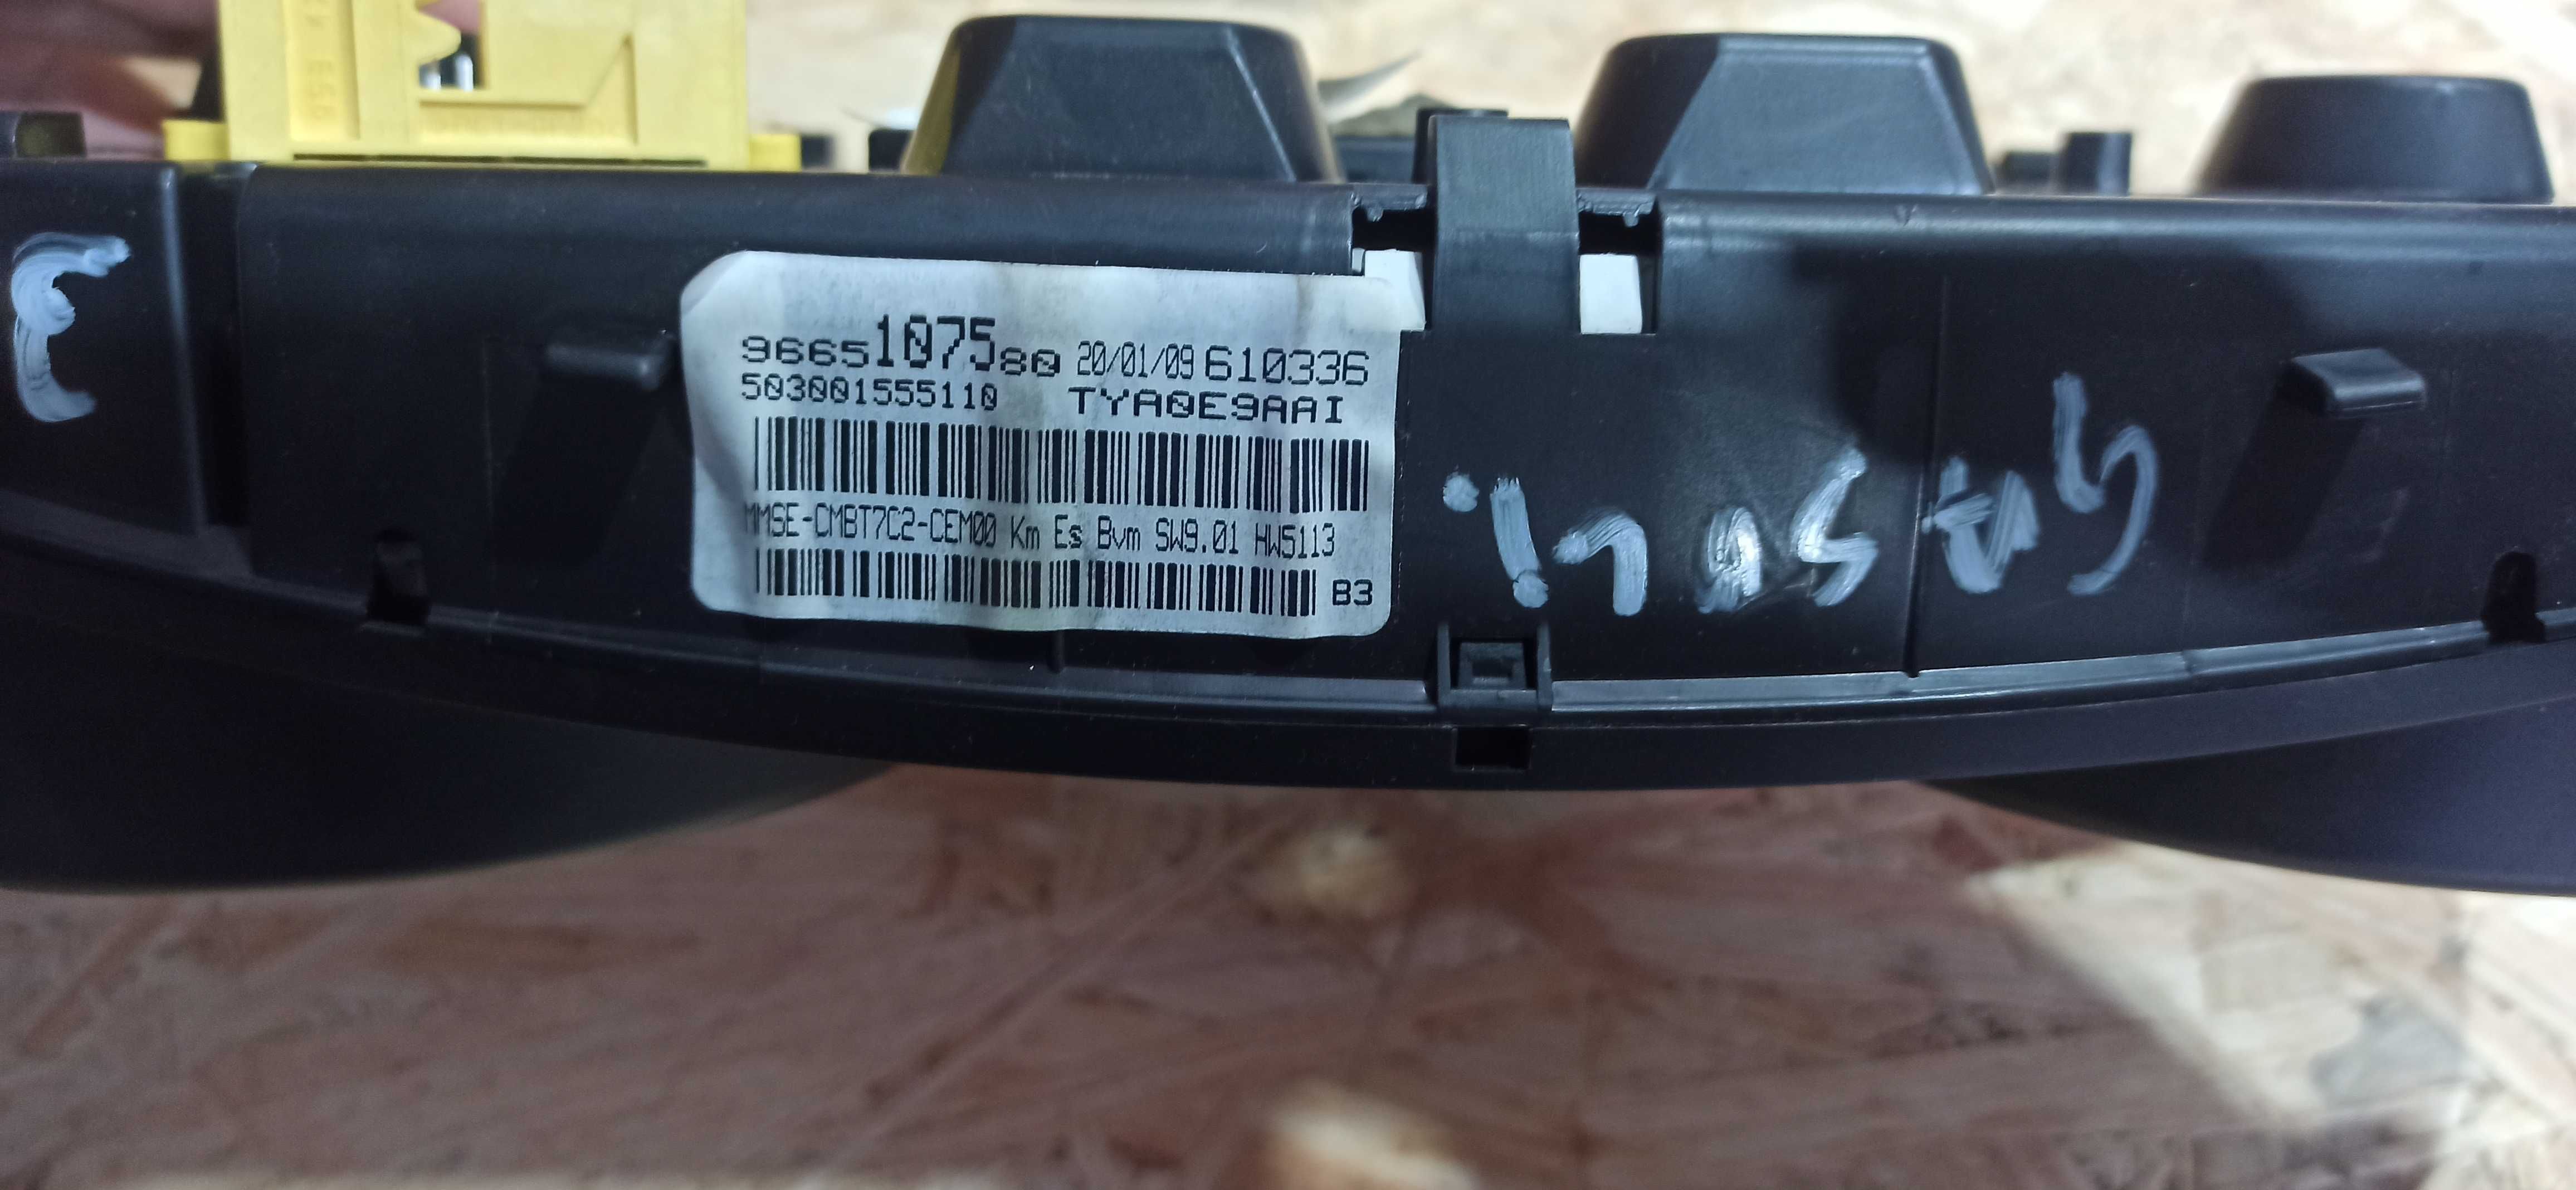 9665107580 20/01/09 610336
503001555110 TYA0E9AAI
MMSE-CMBT7C2-CEM00 Km Es Bvm SW9.01 HW5113
B3